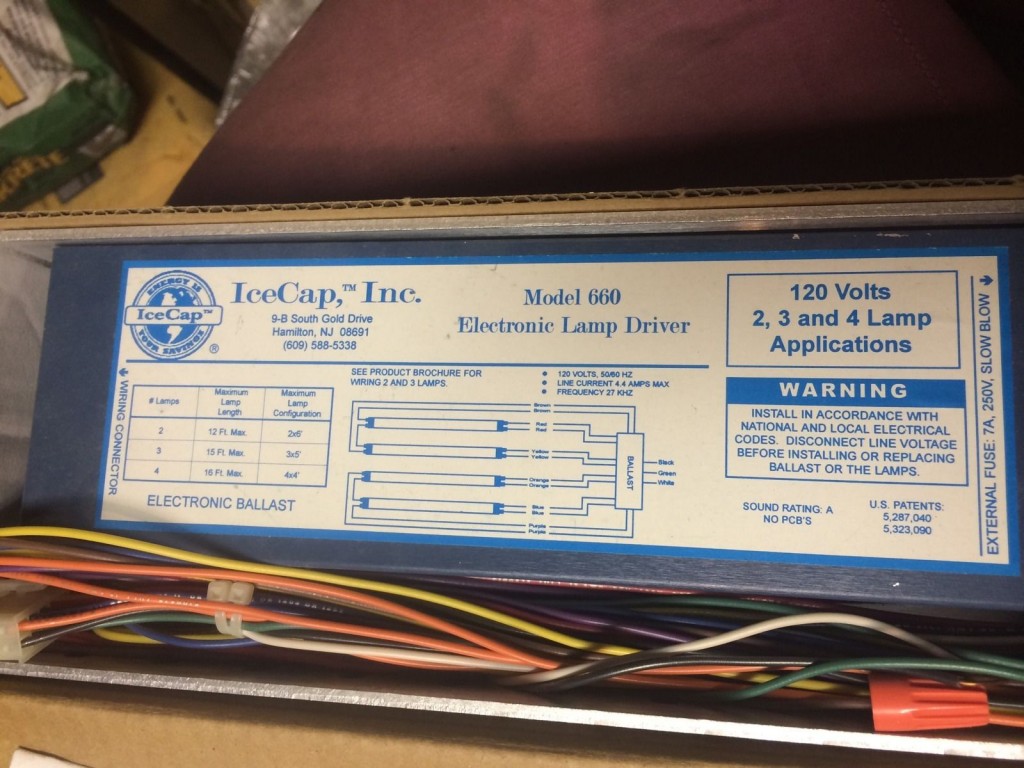 ENERGY IS
IceCap™
YOUR SAVINGS
®
IceCap,™ Inc.
9-B South Gold Drive
Hamilton, NJ 08691
(609) 588-5338
Model 660
Electronic Lamp Driver
120 Volts
2, 3 and 4 Lamp
Applications
WARNING
INSTALL IN ACCORDANCE WITH
NATIONAL AND LOCAL ELECTRICAL
CODES. DISCONNECT LINE VOLTAGE
BEFORE INSTALLING OR REPLACING
BALLAST OR THE LAMPS.
SOUND RATING: A
NO PCB'S
U.S. PATENTS:
5,287,040
5,323,090
EXTERNAL FUSE: 7A, 250V, SLOW BLOW
WIRING CONNECTOR
# Lamps Maximum Lamp Length Maximum Lamp Configuration
2 12 Ft. Max. 2x6'
3 15 Ft. Max. 3x5'
4 16 Ft. Max. 4x4'
ELECTRONIC BALLAST
SEE PRODUCT BROCHURE FOR
WIRING 2 AND 3 LAMPS.
• 120 VOLTS, 50/60 HZ
• LINE CURRENT 4.4 AMPS MAX
• FREQUENCY 27 KHZ
Brown
Brown
Red
Red
Yellow
Yellow
Orange
Orange
Blue
Blue
Purple
Purple
BALLAST
Black
Green
White